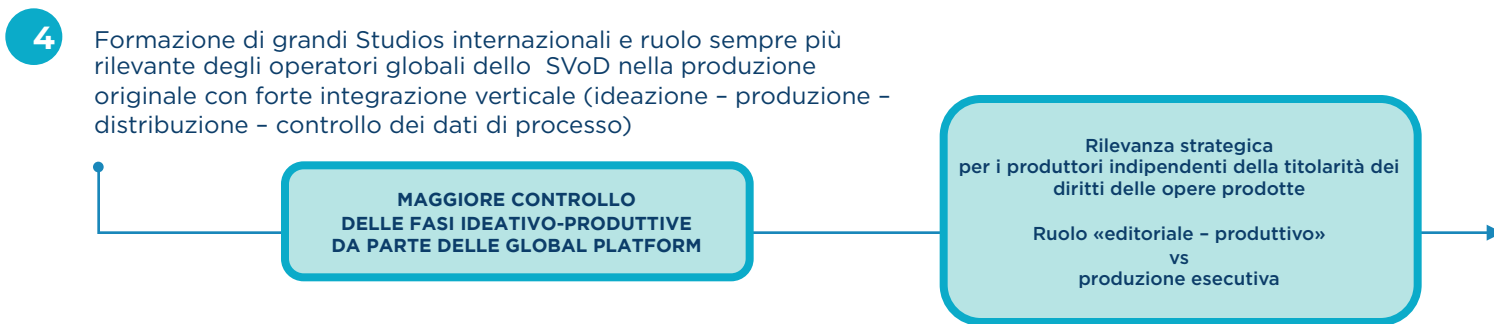 4
Formazione di grandi Studios internazionali e ruolo sempre più
rilevante degli operatori globali dello SVoD nella produzione
originale con forte integrazione verticale (ideazione – produzione –
distribuzione – controllo dei dati di processo)
MAGGIORE CONTROLLO
DELLE FASI IDEATIVO-PRODUTTIVE
DA PARTE DELLE GLOBAL PLATFORM
Rilevanza strategica
per i produttori indipendenti della titolarità dei
diritti delle opere prodotte
Ruolo «editoriale – produttivo»
vs
produzione esecutiva